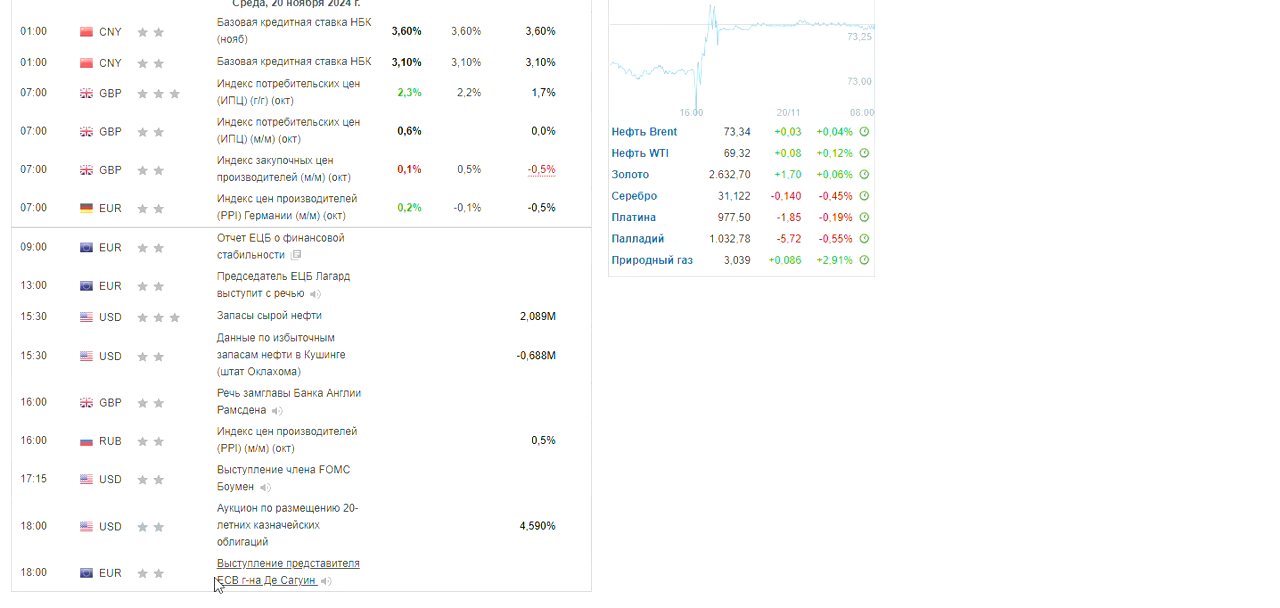 Среда, 20 ноября 2024 г.
01:00 CNY Базовая кредитная ставка НБК (нояб) 3,60% 3,60% 3,60%
01:00 CNY Базовая кредитная ставка НБК 3,10% 3,10% 3,10%
07:00 GBP Индекс потребительских цен (ИПЦ) (г/г) (окт) 2,3% 2,2% 1,7%
07:00 GBP Индекс потребительских цен (ИПЦ) (м/м) (окт) 0,6% 0,0%
07:00 GBP Индекс закупочных цен производителей (м/м) (окт) 0,1% 0,5% -0,5%
07:00 EUR Индекс цен производителей (PPI) Германии (м/м) (окт) 0,2% -0,1% -0,5%
09:00 EUR Отчет ЕЦБ о финансовой стабильности
13:00 EUR Председатель ЕЦБ Лагард выступит с речью
15:30 USD Запасы сырой нефти 2,089M
15:30 USD Данные по избыточным запасам нефти в Кушинге (штат Оклахома) -0,688M
16:00 GBP Речь замглавы Банка Англии Рамсдена
16:00 RUB Индекс цен производителей (PPI) (м/м) (окт) 0,5%
17:15 USD Выступление члена FOMC Боумен
18:00 USD Аукцион по размещению 20-летних казначейских облигаций 4,590%
18:00 EUR Выступление представителя ECB г-на Де Сагуин
73,25
73,00
16:00 20/11 08:00
Нефть Brent 73,34 +0,03 +0,04%
Нефть WTI 69,32 +0,08 +0,12%
Золото 2.632,70 +1,70 +0,06%
Серебро 31,122 -0,140 -0,45%
Платина 977,50 -1,85 -0,19%
Палладий 1.032,78 -5,72 -0,55%
Природный газ 3,039 +0,086 +2,91%